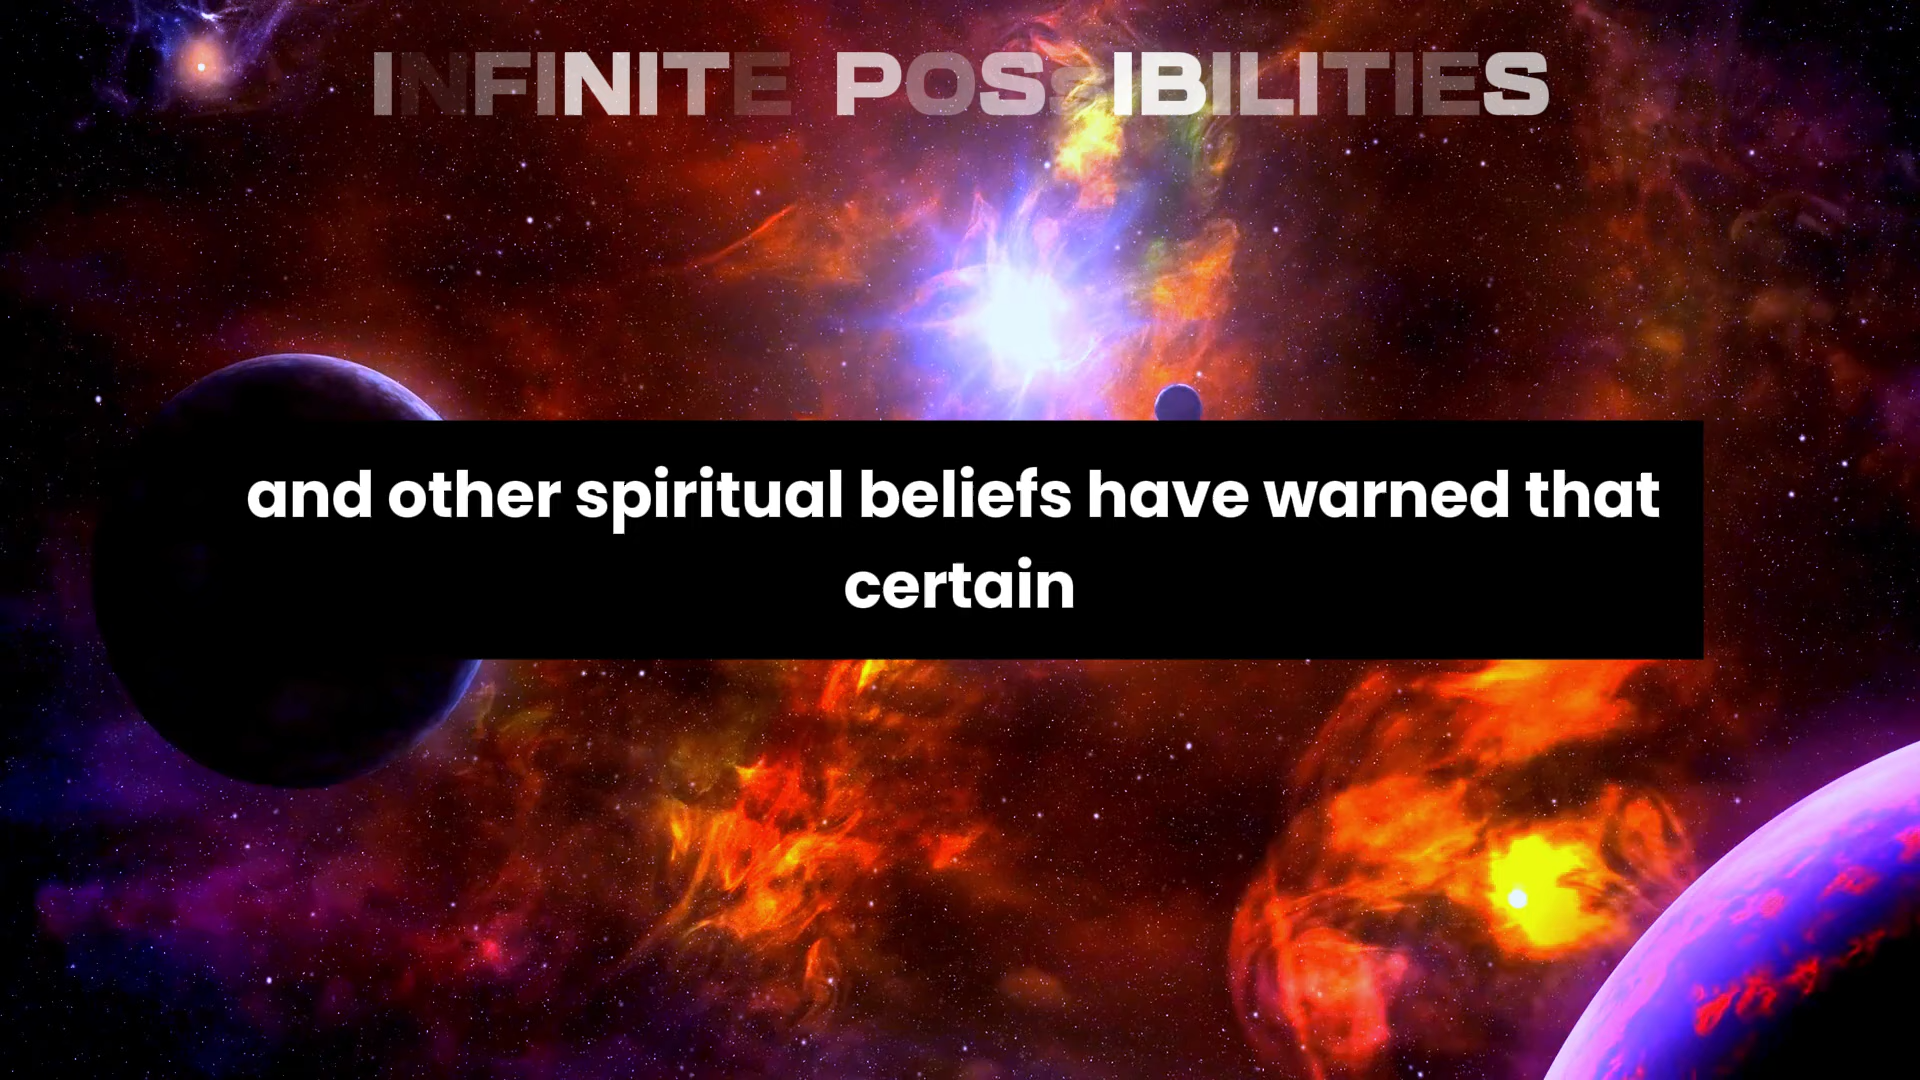 INFINITE POSSIBILITIES
and other spiritual beliefs have warned that
certain